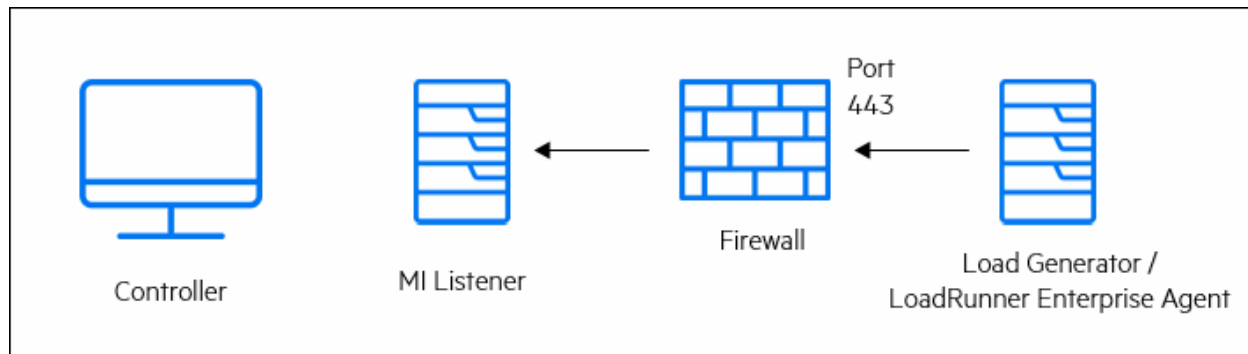 Port
443
Firewall
Controller
MI Listener
Load Generator /
LoadRunner Enterprise Agent